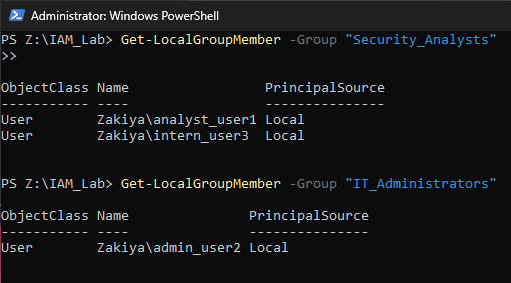 Administrator: Windows PowerShell
PS Z:\IAM_Lab> Get-LocalGroupMember -Group "Security_Analysts"
>>
ObjectClass Name                 PrincipalSource
----------- ----                 ---------------
User        Zakiya\analyst_user1 Local
User        Zakiya\intern_user3  Local
PS Z:\IAM_Lab> Get-LocalGroupMember -Group "IT_Administrators"
ObjectClass Name               PrincipalSource
----------- ----               ---------------
User        Zakiya\admin_user2 Local